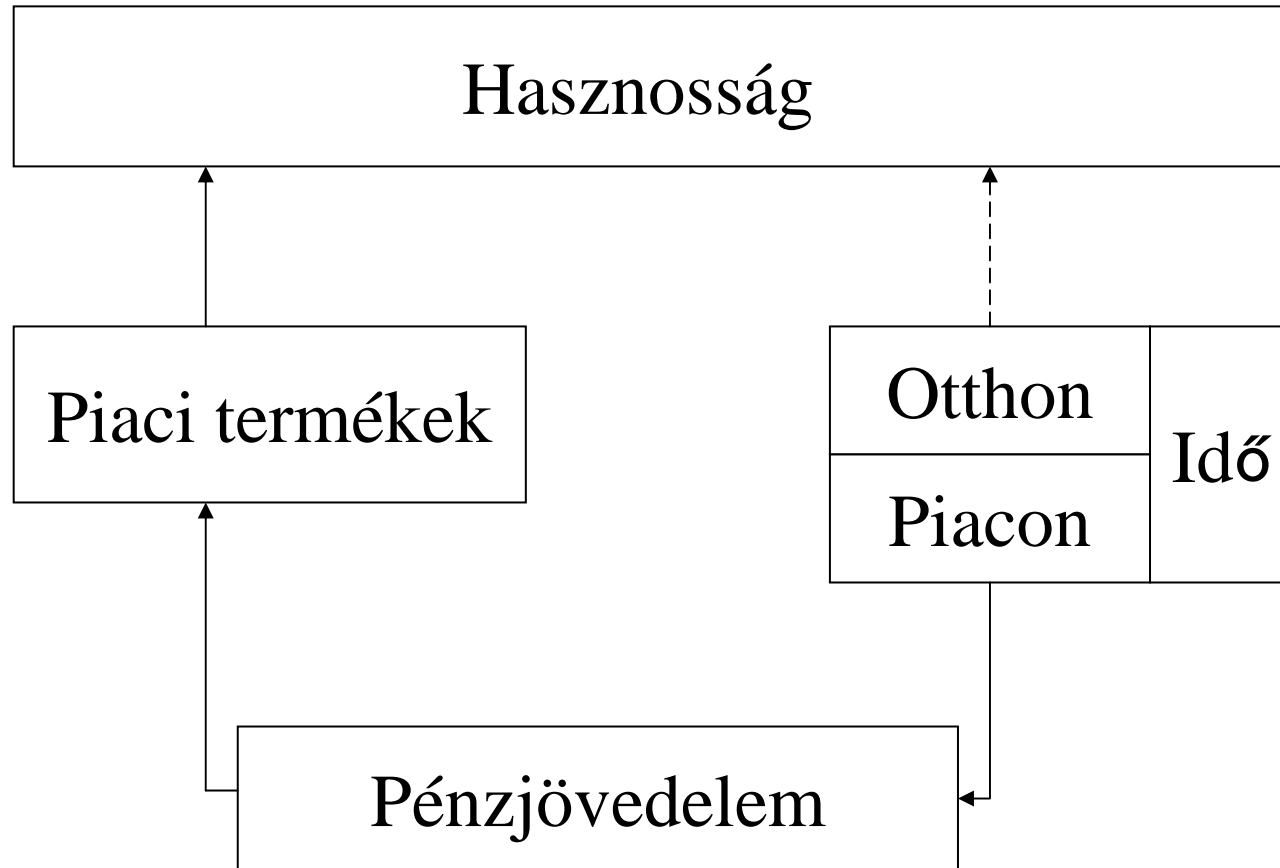 Hasznosság
Piaci termékek
Otthon
Piacon
Idő
Pénzjövedelem